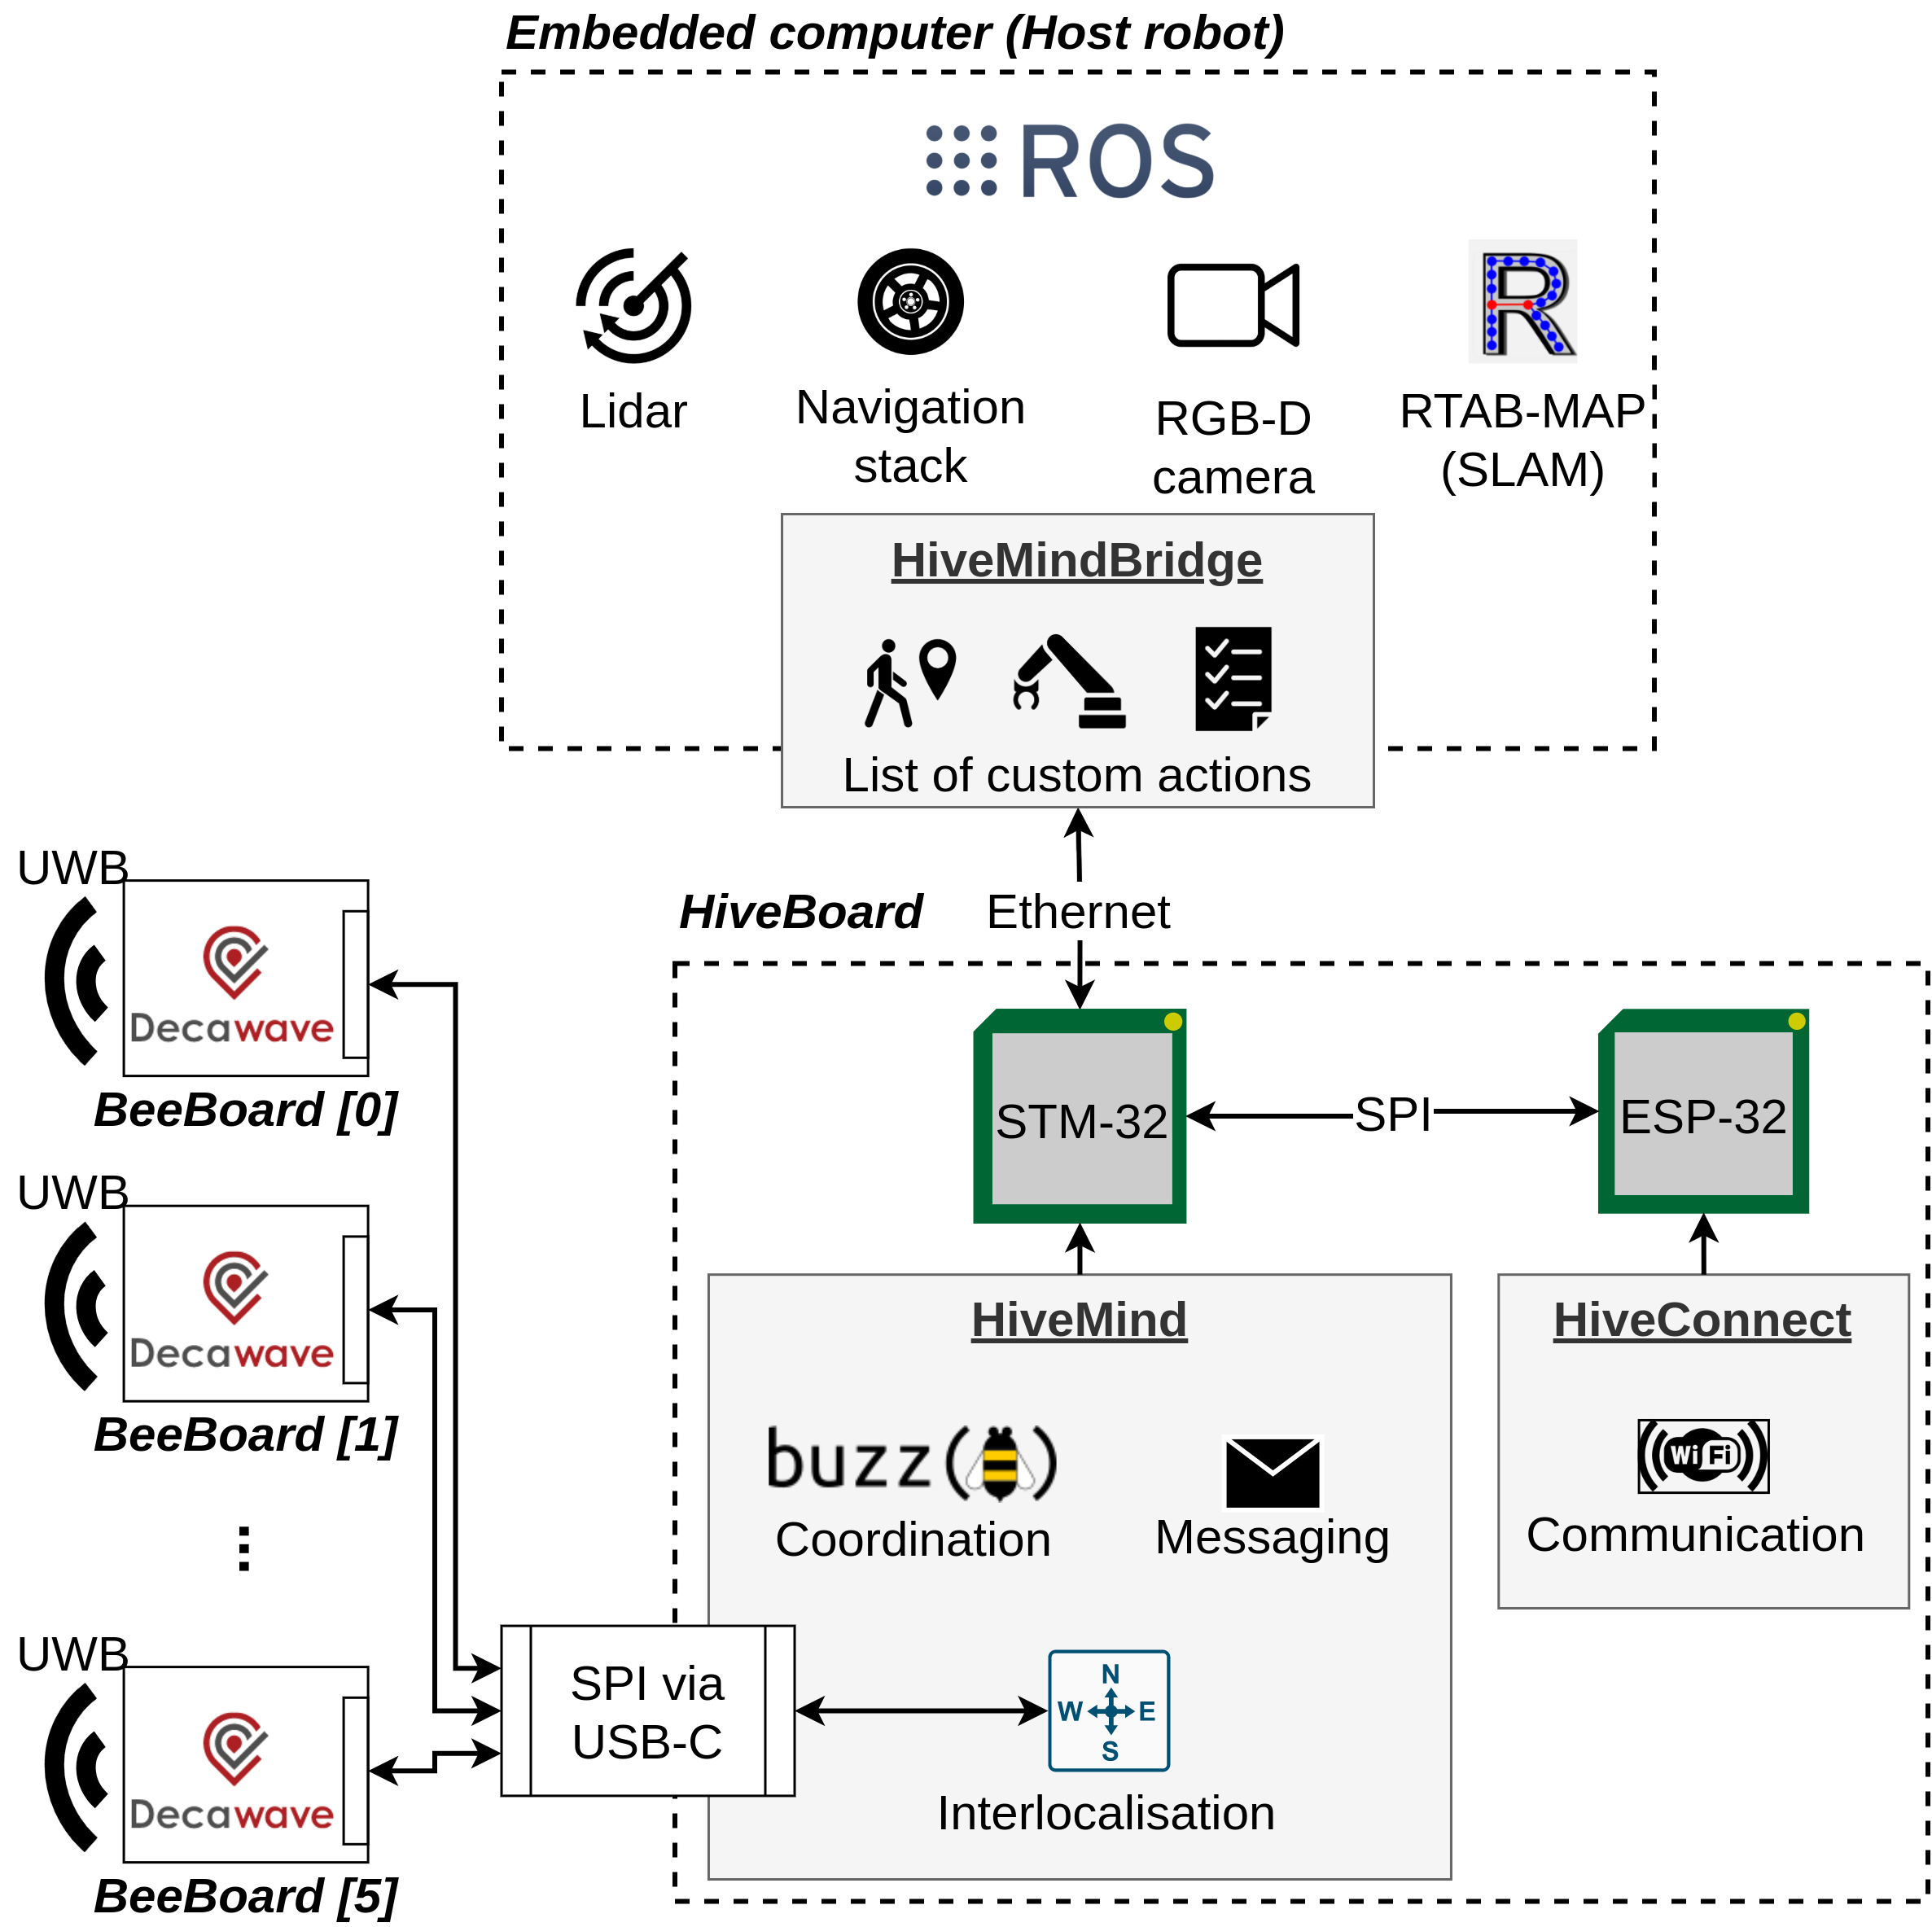 Embedded computer (Host robot)
ROS
Lidar
Navigation
stack
RGB-D
camera
R
RTAB-MAP
(SLAM)
HiveMindBridge
List of custom actions
Ethernet
HiveBoard
UWB
Decawave
BeeBoard [0]
UWB
Decawave
BeeBoard [1]
⋮
UWB
Decawave
BeeBoard [5]
STM-32
SPI
ESP-32
HiveMind
buzz
Coordination
Messaging
HiveConnect
WiFi
Communication
SPI via
USB-C
N
W E
S
Interlocalisation